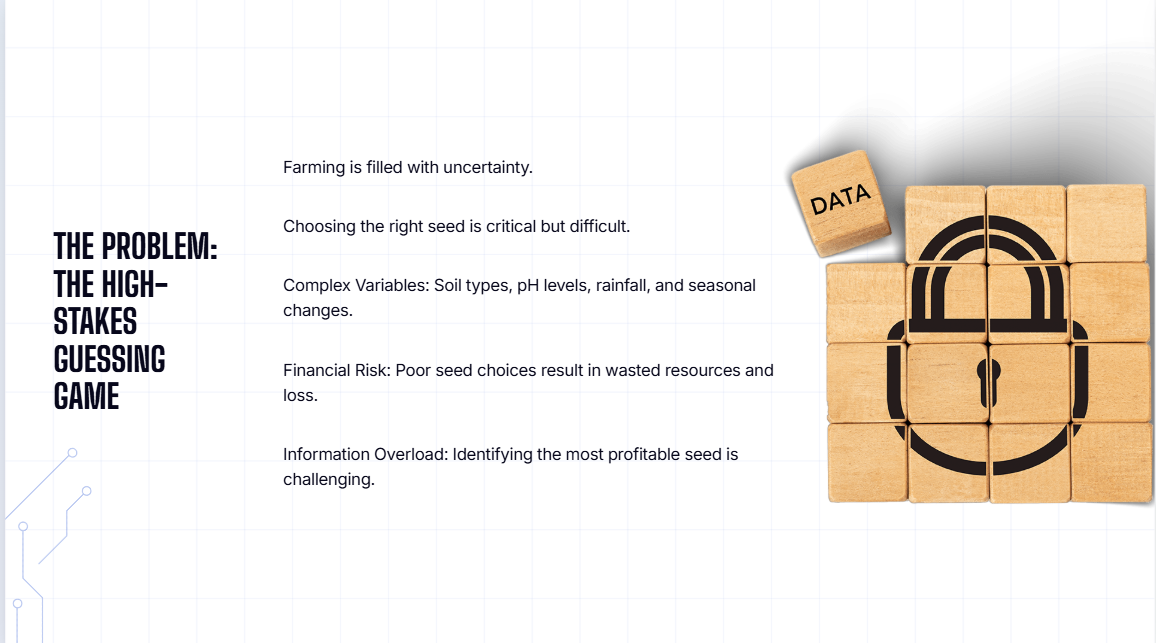 THE PROBLEM:
THE HIGH-
STAKES
GUESSING
GAME
Farming is filled with uncertainty.
Choosing the right seed is critical but difficult.
Complex Variables: Soil types, pH levels, rainfall, and seasonal
changes.
Financial Risk: Poor seed choices result in wasted resources and
loss.
Information Overload: Identifying the most profitable seed is
challenging.
DATA